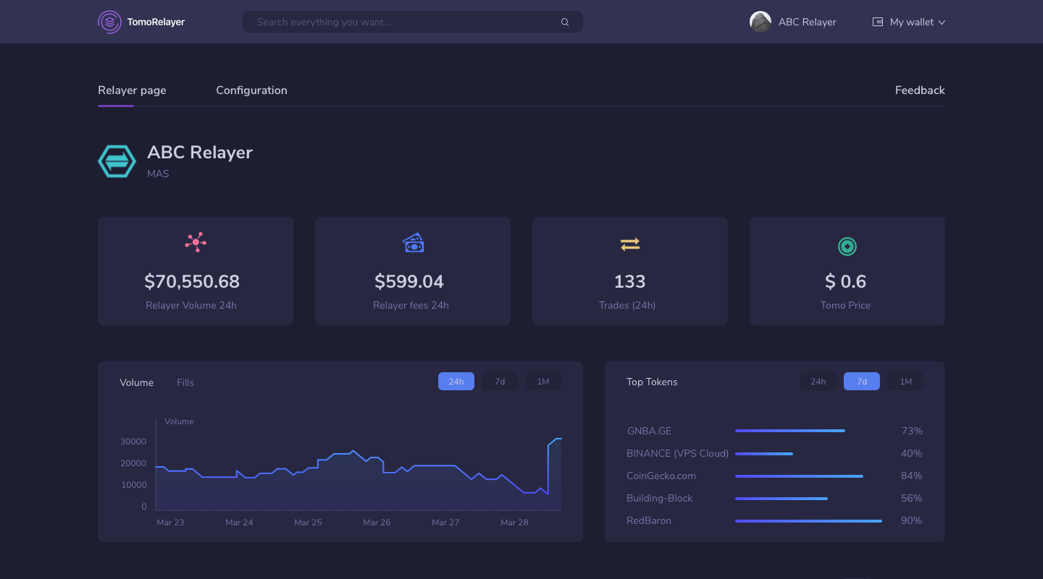 TomoRelayer
Search everything you want...
ABC Relayer
My wallet
Relayer page
Configuration
Feedback
ABC Relayer
MAS
$70,550.68
Relayer Volume 24h
$599.04
Relayer fees 24h
133
Trades (24h)
$ 0.6
Tomo Price
Volume
Fills
24h
7d
1M
Volume
30000
20000
10000
0
Mar 23
Mar 24
Mar 25
Mar 26
Mar 27
Mar 28
Top Tokens
24h
7d
1M
GNBA.GE 73%
BINANCE (VPS Cloud) 40%
CoinGecko.com 84%
Building-Block 56%
RedBaron 90%